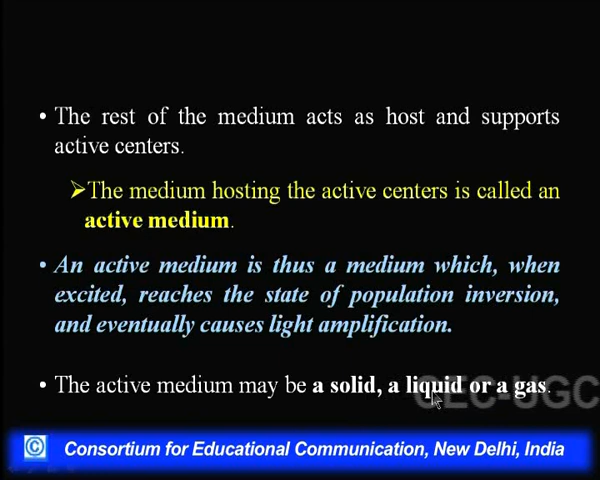 • The rest of the medium acts as host and supports
active centers.
➢The medium hosting the active centers is called an
active medium.
• An active medium is thus a medium which, when
excited, reaches the state of population inversion,
and eventually causes light amplification.
• The active medium may be a solid, a liquid or a gas.
CEC-UGC
© Consortium for Educational Communication, New Delhi, India